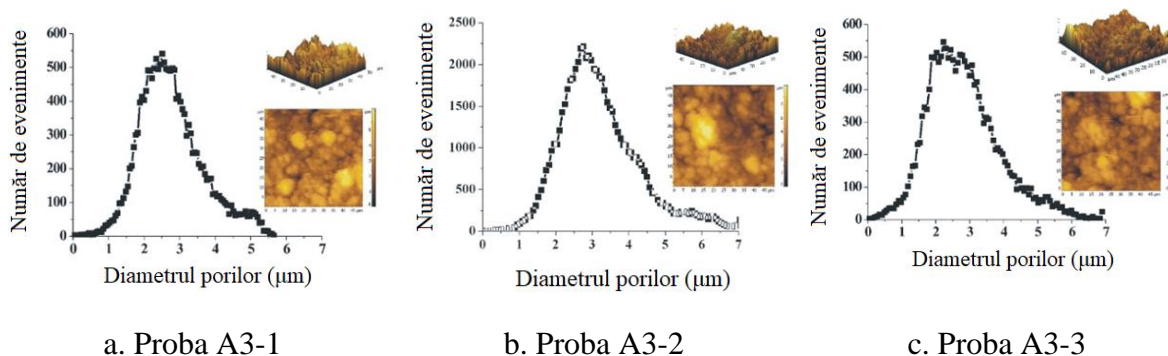 Număr de evenimente
700
600
500
400
300
200
100
0
0 1 2 3 4 5 6 7
Diametrul porilor (μm)
a. Proba A3-1
Număr de evenimente
2500
2000
1500
1000
500
0
0 1 2 3 4 5 6 7
Diametrul porilor (μm)
b. Proba A3-2
Număr de evenimente
600
500
400
300
200
100
0
0 1 2 3 4 5 6 7
Diametrul porilor (μm)
c. Proba A3-3